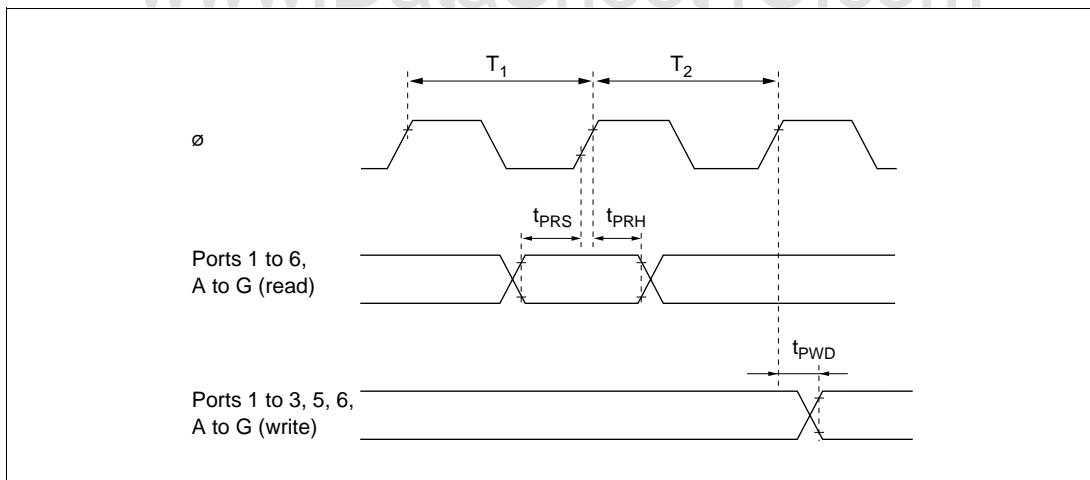 T1
T2
ø
tPRS
tPRH
Ports 1 to 6,
A to G (read)
tPWD
Ports 1 to 3, 5, 6,
A to G (write)